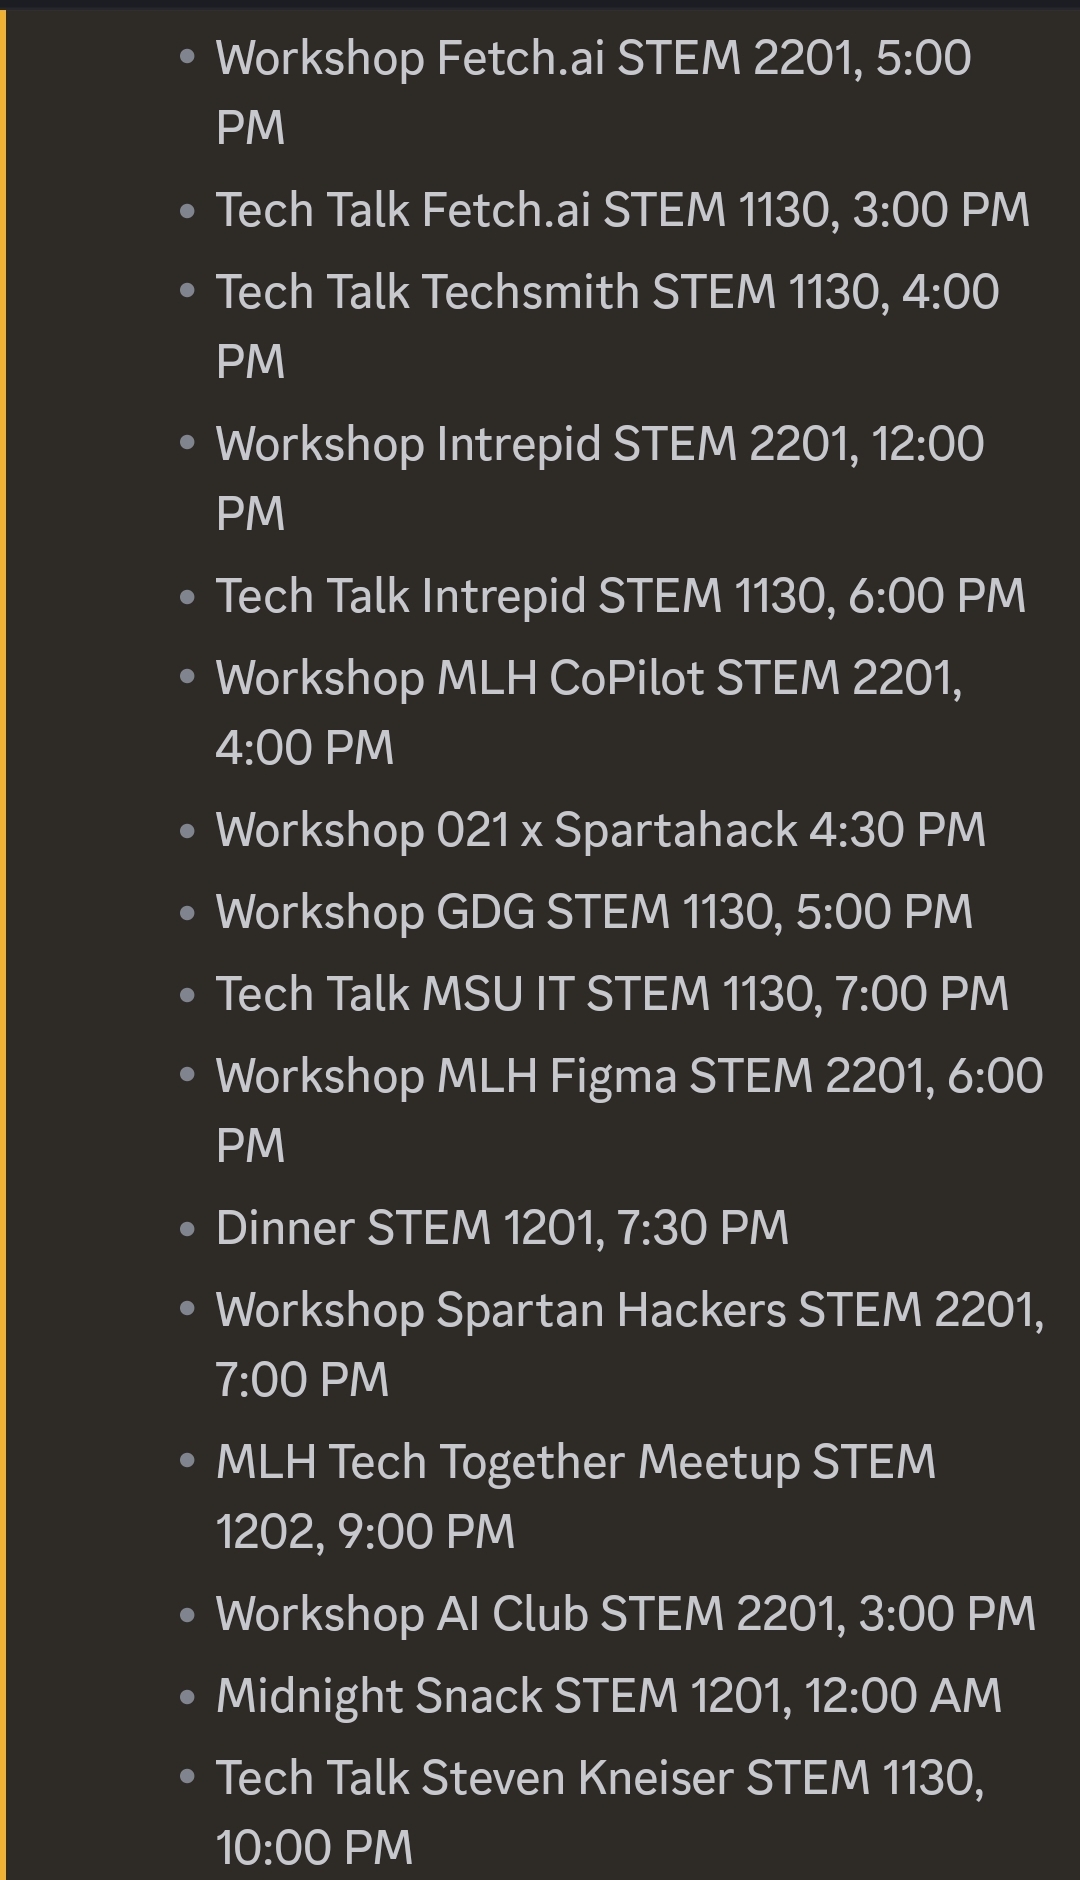 Workshop Fetch.ai STEM 2201, 5:00
PM
Tech Talk Fetch.ai STEM 1130, 3:00 PM
Tech Talk Techsmith STEM 1130, 4:00
PM
Workshop Intrepid STEM 2201, 12:00
PM
Tech Talk Intrepid STEM 1130, 6:00 PM
Workshop MLH CoPilot STEM 2201,
4:00 PM
Workshop 021 x Spartahack 4:30 PM
Workshop GDG STEM 1130, 5:00 PM
Tech Talk MSU IT STEM 1130, 7:00 PM
Workshop MLH Figma STEM 2201, 6:00
PM
Dinner STEM 1201, 7:30 PM
Workshop Spartan Hackers STEM 2201,
7:00 PM
MLH Tech Together Meetup STEM
1202, 9:00 PM
Workshop AI Club STEM 2201, 3:00 PM
Midnight Snack STEM 1201, 12:00 AM
Tech Talk Steven Kneiser STEM 1130,
10:00 PM